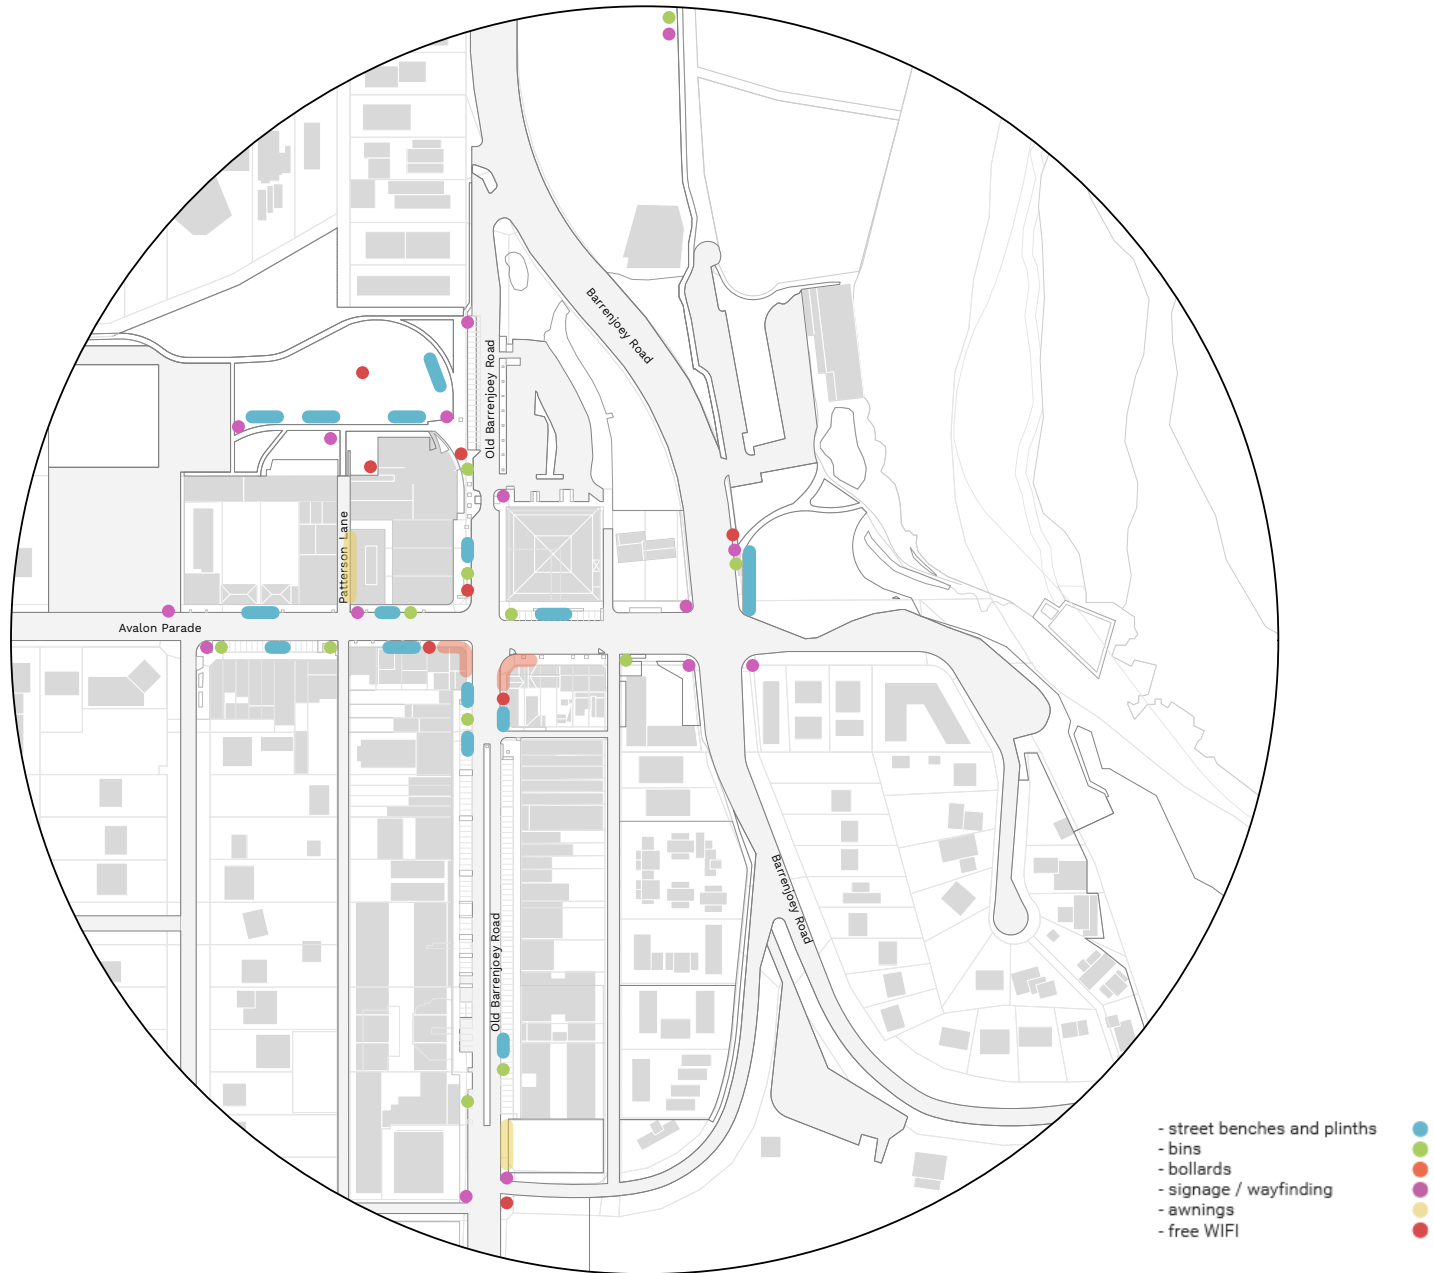 Barrenjoey Road
Old Barrenjoey Road
Patterson Lane
Avalon Parade
Barrenjoey Road
Old Barrenjoey Road
- street benches and plinths
- bins
- bollards
- signage / wayfinding
- awnings
- free WIFI